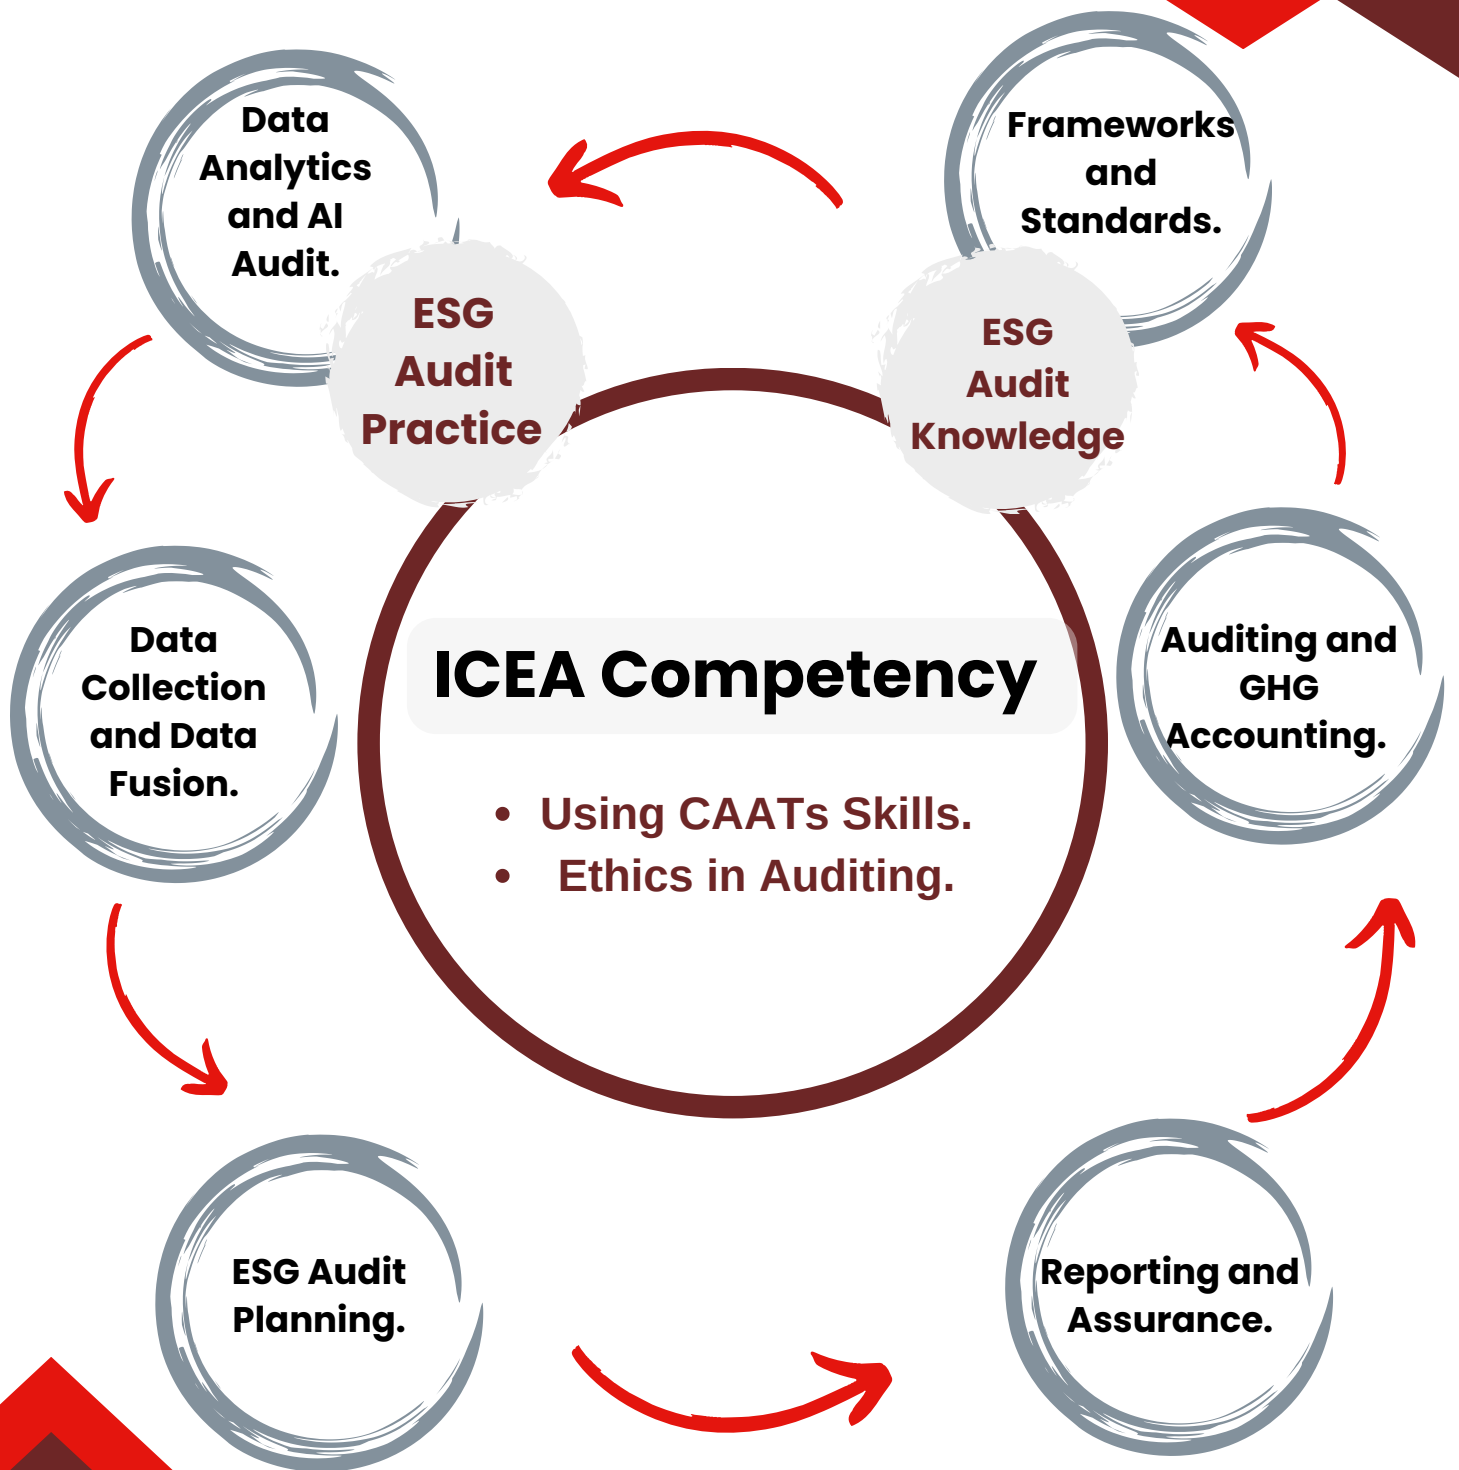 Data
Analytics
and AI
Audit.
Frameworks
and
Standards.
ESG
Audit
Practice
ESG
Audit
Knowledge
Data
Collection
and Data
Fusion.
ICEA Competency
• Using CAATs Skills.
• Ethics in Auditing.
Auditing and
GHG
Accounting.
ESG Audit
Planning.
Reporting and
Assurance.